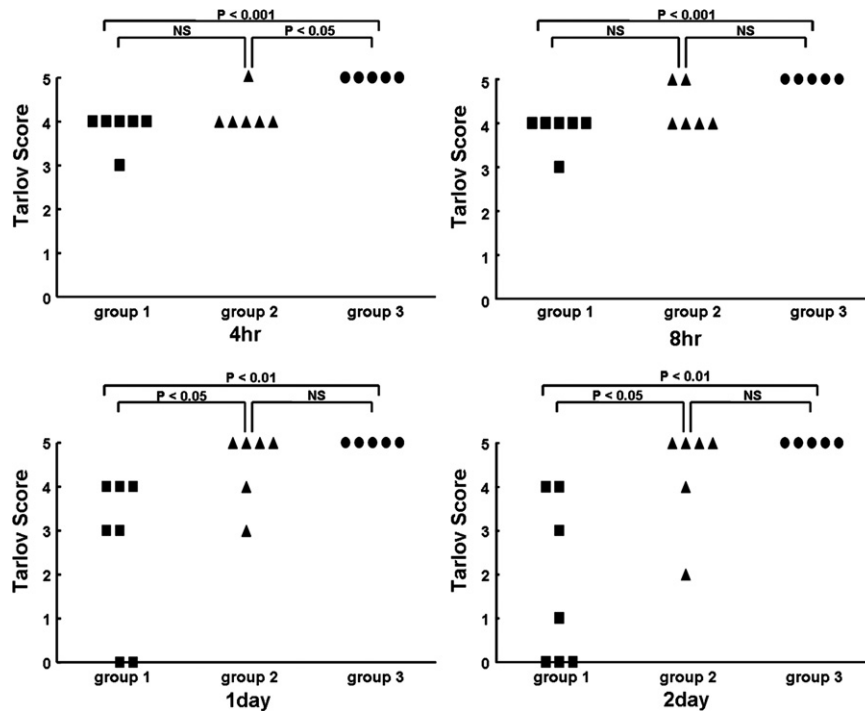 P < 0.001
NS P < 0.05
5
4
3
2
1
0
Tarlov Score
group 1 group 2 group 3
4hr
P < 0.001
NS NS
5
4
3
2
1
0
Tarlov Score
group 1 group 2 group 3
8hr
P < 0.01
P < 0.05 NS
5
4
3
2
1
0
Tarlov Score
group 1 group 2 group 3
1day
P < 0.01
P < 0.05 NS
5
4
3
2
1
0
Tarlov Score
group 1 group 2 group 3
2day